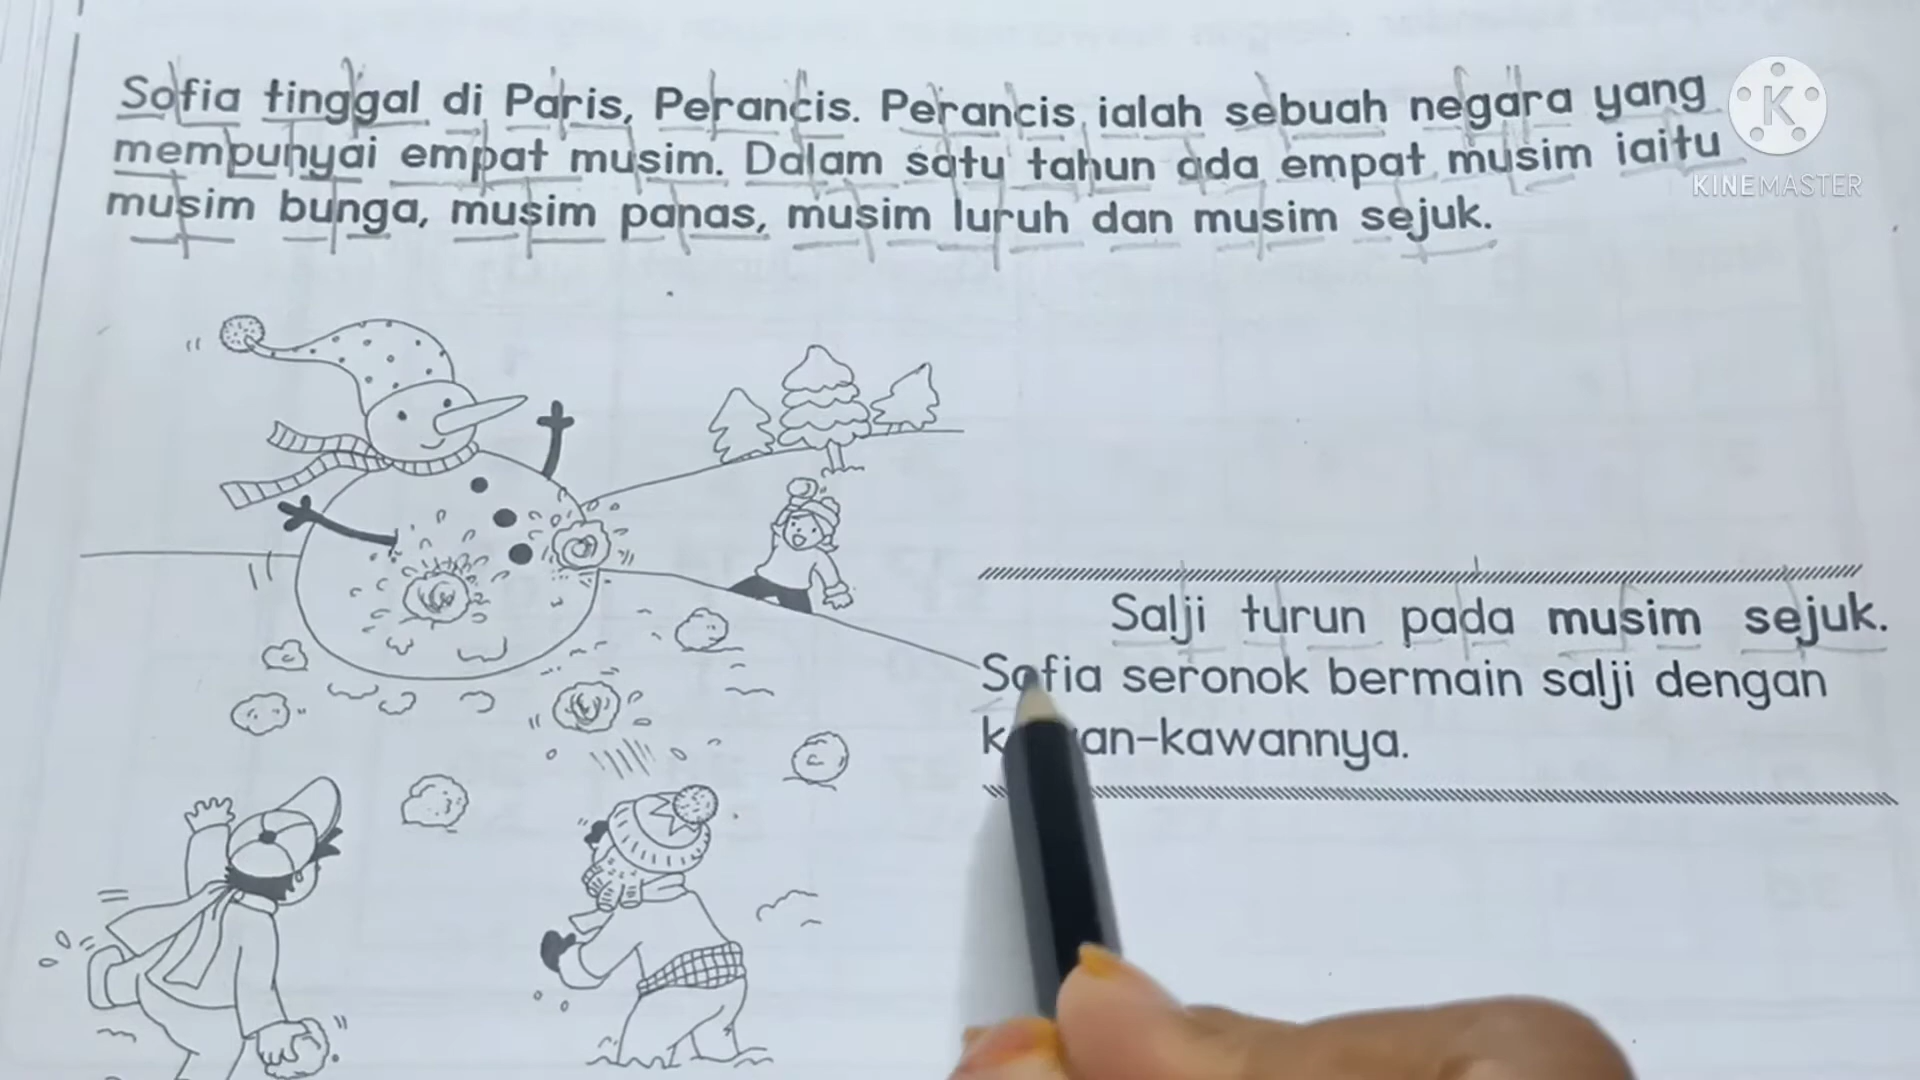 Sofia tinggal di Paris, Perancis. Perancis ialah sebuah negara yang
mempunyai empat musim. Dalam satu tahun ada empat musim iaitu
musim bunga, musim panas, musim luruh dan musim sejuk.
K
KINEMASTER
Salji turun pada musim sejuk.
Sofia seronok bermain salji dengan
an-kawannya.